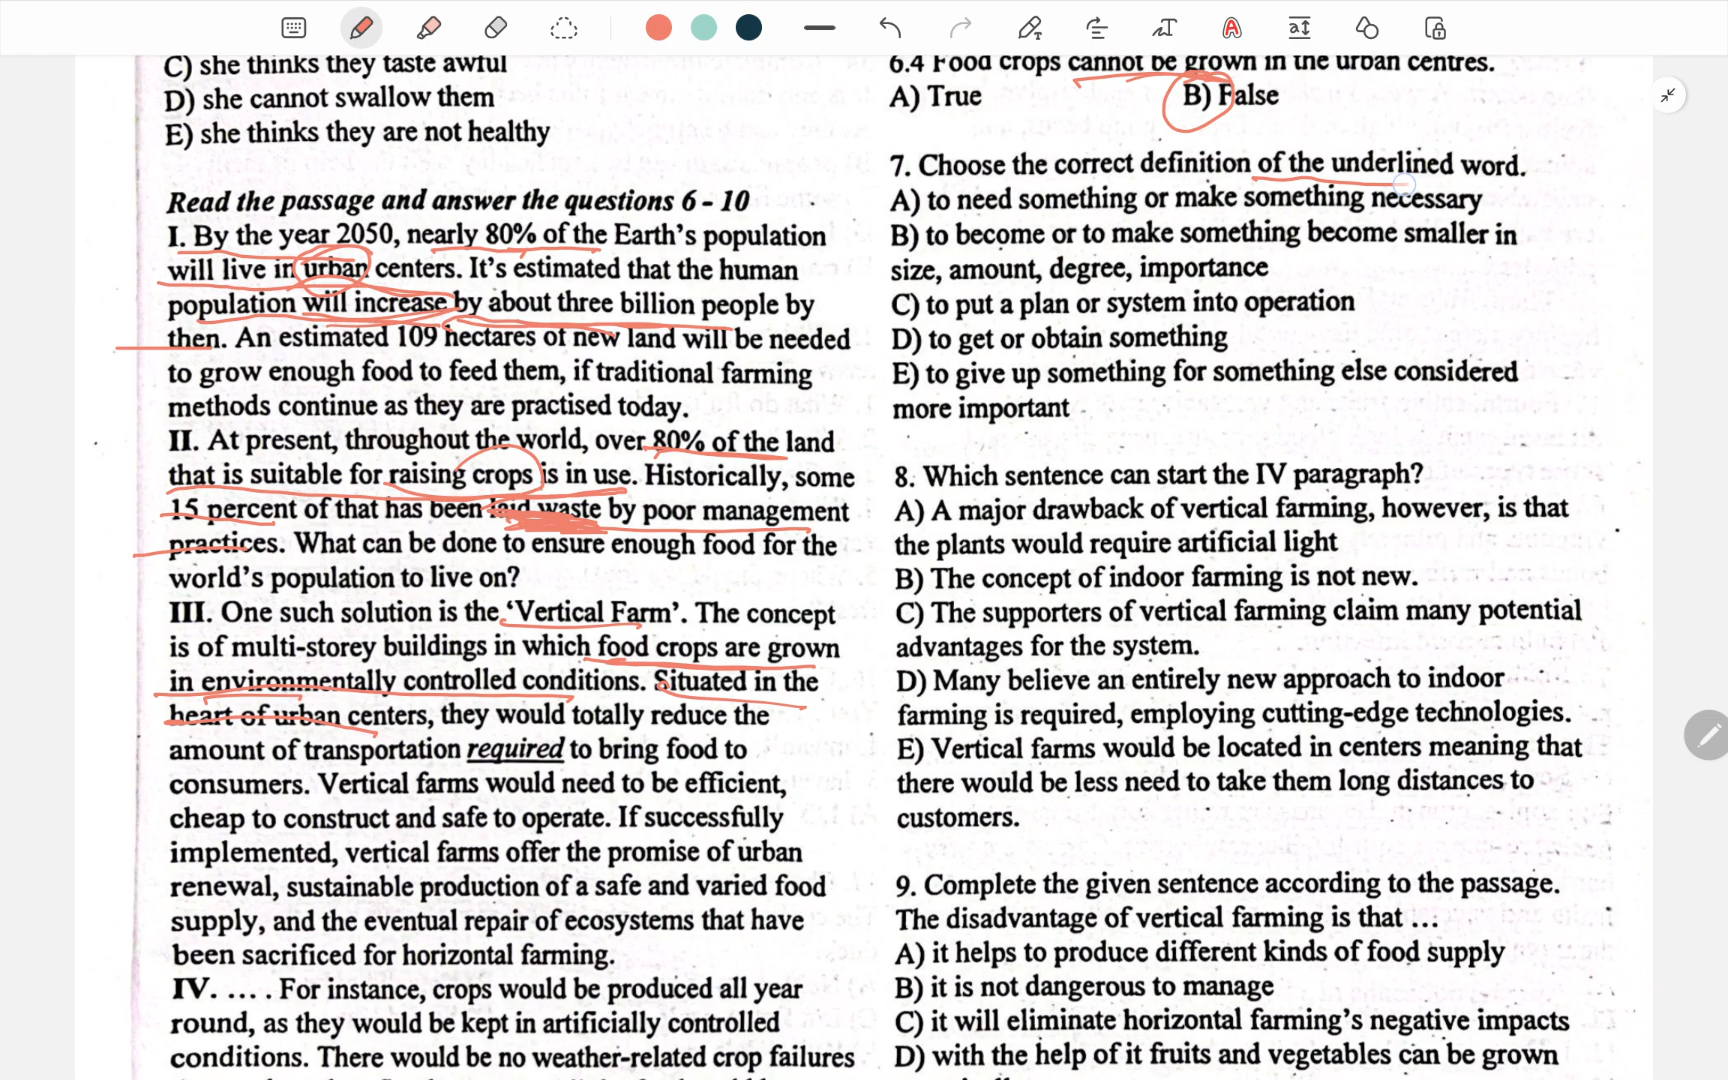 C) she thinks they taste awful
D) she cannot swallow them
E) she thinks they are not healthy
Read the passage and answer the questions 6 - 10
I. By the year 2050, nearly 80% of the Earth's population
will live in urban centers. It's estimated that the human
population will increase by about three billion people by
then. An estimated 109 hectares of new land will be needed
to grow enough food to feed them, if traditional farming
methods continue as they are practised today.
II. At present, throughout the world, over 80% of the land
that is suitable for raising crops is in use. Historically, some
15 percent of that has been laid waste by poor management
practices. What can be done to ensure enough food for the
world's population to live on?
III. One such solution is the 'Vertical Farm'. The concept
is of multi-storey buildings in which food crops are grown
in environmentally controlled conditions. Situated in the
heart of urban centers, they would totally reduce the
amount of transportation required to bring food to
consumers. Vertical farms would need to be efficient,
cheap to construct and safe to operate. If successfully
implemented, vertical farms offer the promise of urban
renewal, sustainable production of a safe and varied food
supply, and the eventual repair of ecosystems that have
been sacrificed for horizontal farming.
IV. .... For instance, crops would be produced all year
round, as they would be kept in artificially controlled
conditions. There would be no weather-related crop failures
6.4 Food crops cannot be grown in the urban centres.
A) True B) False
7. Choose the correct definition of the underlined word.
A) to need something or make something necessary
B) to become or to make something become smaller in
size, amount, degree, importance
C) to put a plan or system into operation
D) to get or obtain something
E) to give up something for something else considered
more important
8. Which sentence can start the IV paragraph?
A) A major drawback of vertical farming, however, is that
the plants would require artificial light
B) The concept of indoor farming is not new.
C) The supporters of vertical farming claim many potential
advantages for the system.
D) Many believe an entirely new approach to indoor
farming is required, employing cutting-edge technologies.
E) Vertical farms would be located in centers meaning that
there would be less need to take them long distances to
customers.
9. Complete the given sentence according to the passage.
The disadvantage of vertical farming is that...
A) it helps to produce different kinds of food supply
B) it is not dangerous to manage
C) it will eliminate horizontal farming's negative impacts
D) with the help of it fruits and vegetables can be grown